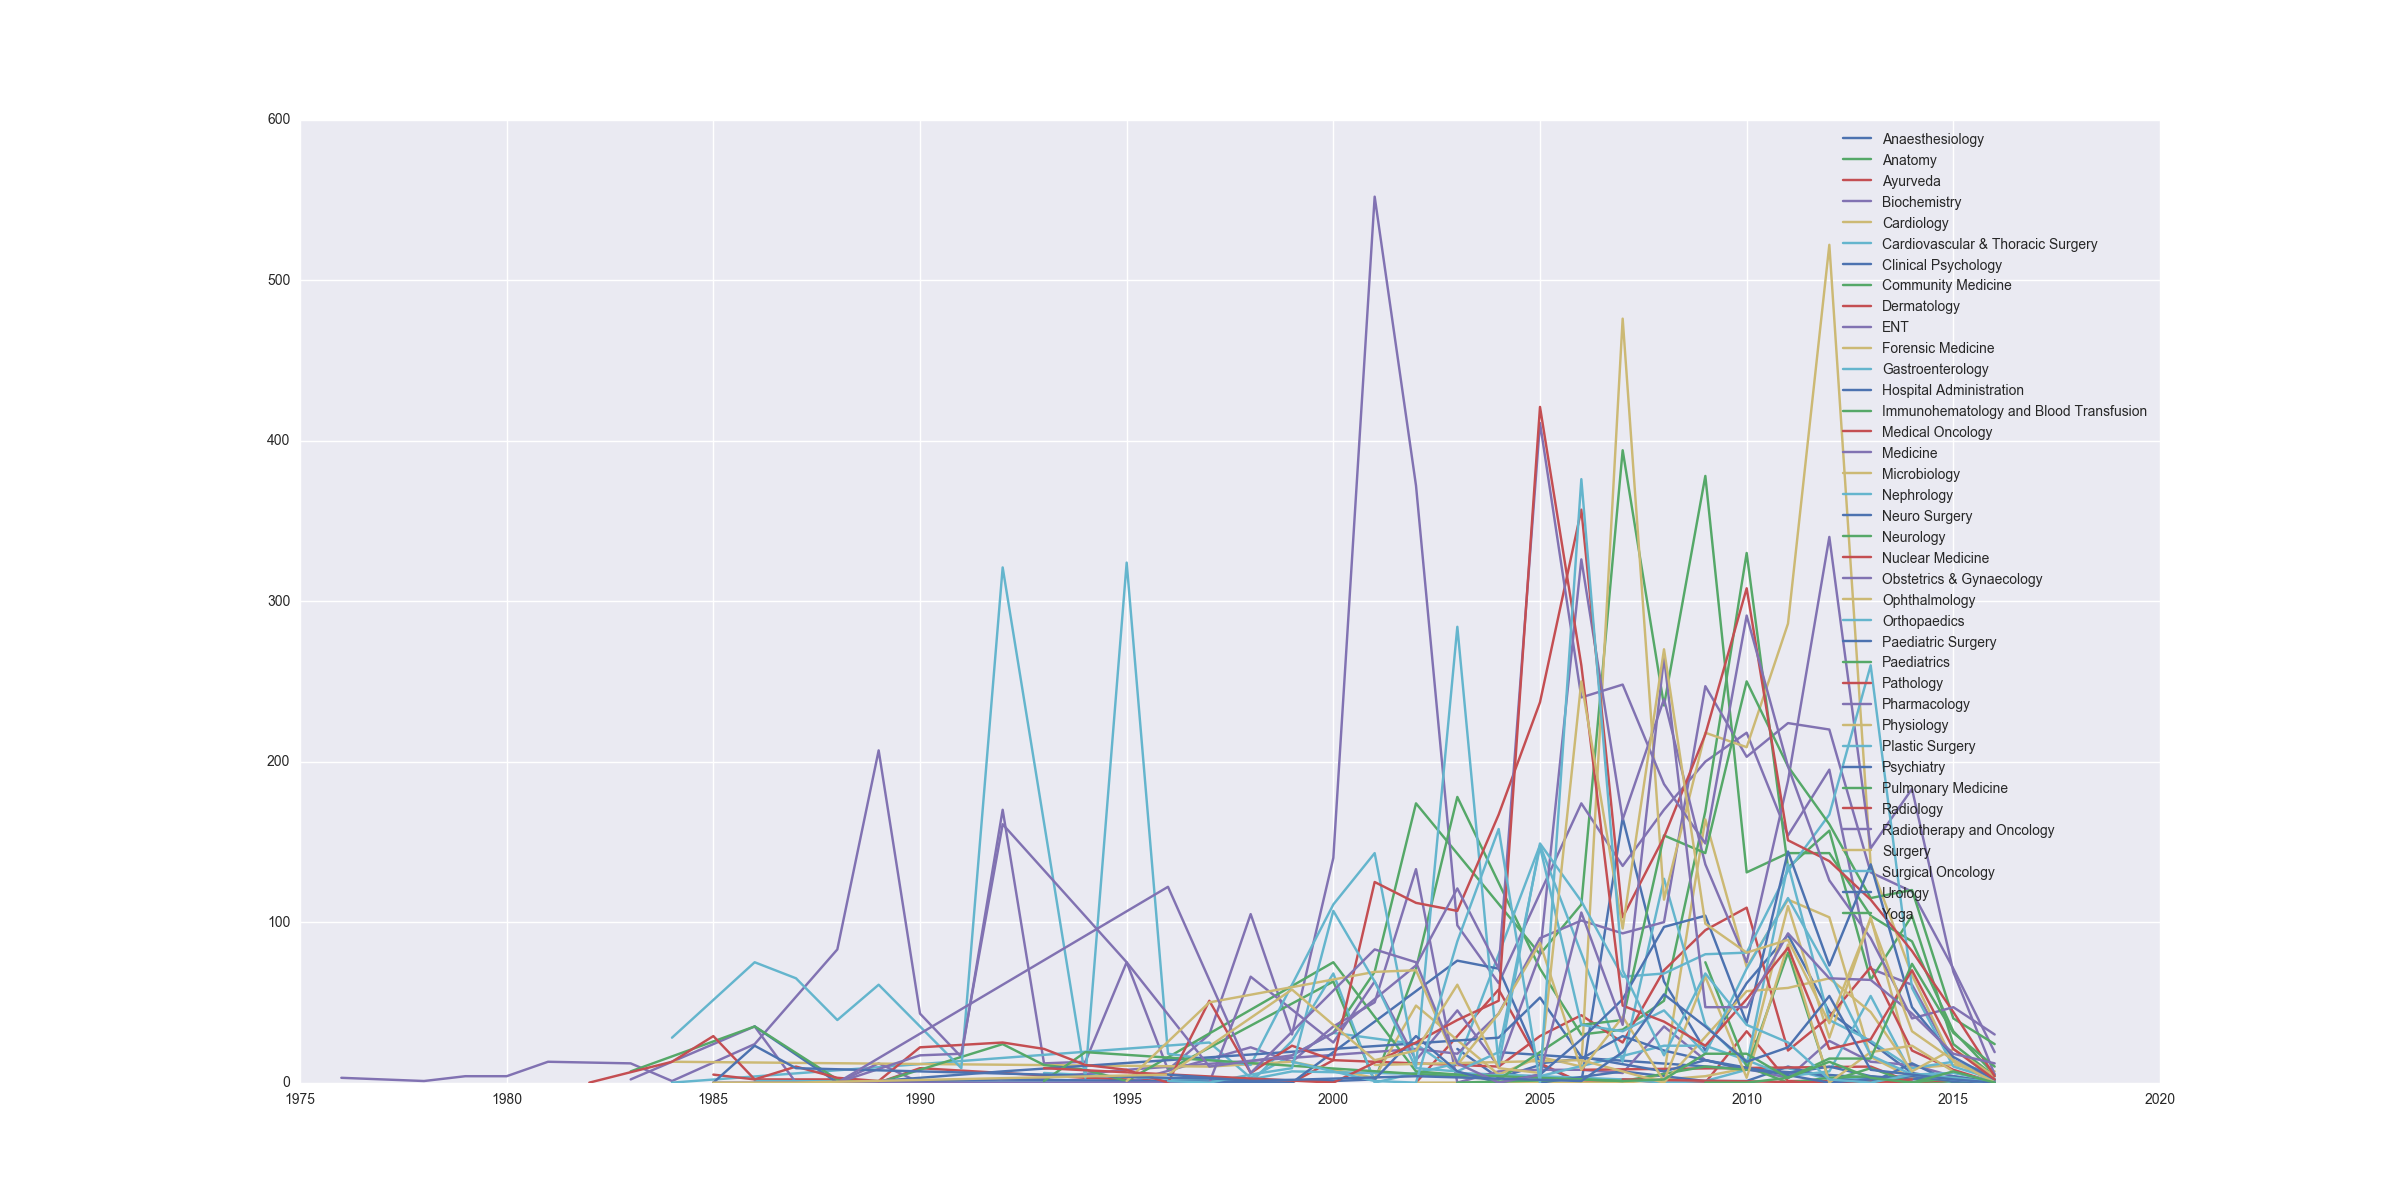 600
500
400
300
200
100
0
1975 1980 1985 1990 1995 2000 2005 2010 2015 2020
Anaesthesiology
Anatomy
Ayurveda
Biochemistry
Cardiology
Cardiovascular & Thoracic Surgery
Clinical Psychology
Community Medicine
Dermatology
ENT
Forensic Medicine
Gastroenterology
Hospital Administration
Immunohematology and Blood Transfusion
Medical Oncology
Medicine
Microbiology
Nephrology
Neuro Surgery
Neurology
Nuclear Medicine
Obstetrics & Gynaecology
Ophthalmology
Orthopaedics
Paediatric Surgery
Paediatrics
Pathology
Pharmacology
Physiology
Plastic Surgery
Psychiatry
Pulmonary Medicine
Radiology
Radiotherapy and Oncology
Surgery
Surgical Oncology
Urology
Yoga